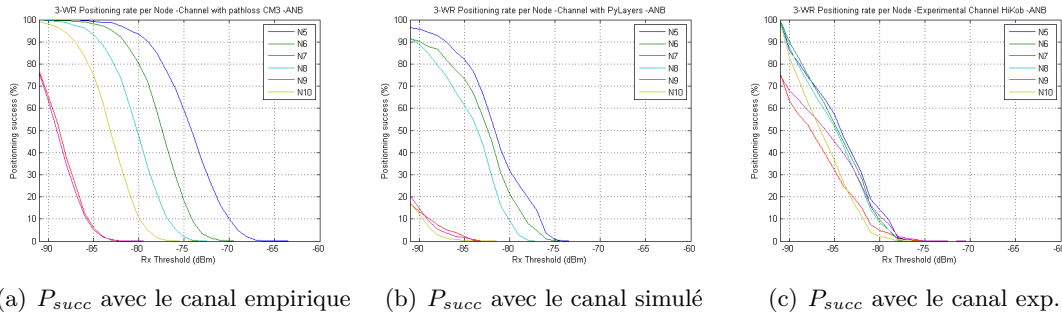 3-WR Positioning rate per Node -Channel with pathloss CM3 -ANB
Positionning success (%)
100
90
80
70
60
50
40
30
20
10
0
-90
-85
-80
-75
-70
-65
-60
Rx Threshold (dBm)
N5
N6
N7
N8
N9
N10
(a) P_succ avec le canal empirique
3-WR Positioning rate per Node -Channel with PyLayers -ANB
Positionning success (%)
100
90
80
70
60
50
40
30
20
10
0
-90
-85
-80
-75
-70
-65
-60
Rx Threshold (dBm)
N5
N6
N7
N8
N9
N10
(b) P_succ avec le canal simulé
3-WR Positioning rate per Node -Experimental Channel HiKob -ANB
Positionning success (%)
100
90
80
70
60
50
40
30
20
10
0
-90
-85
-80
-75
-70
-65
-60
Rx Threshold (dBm)
N5
N6
N7
N8
N9
N10
(c) P_succ avec le canal exp.